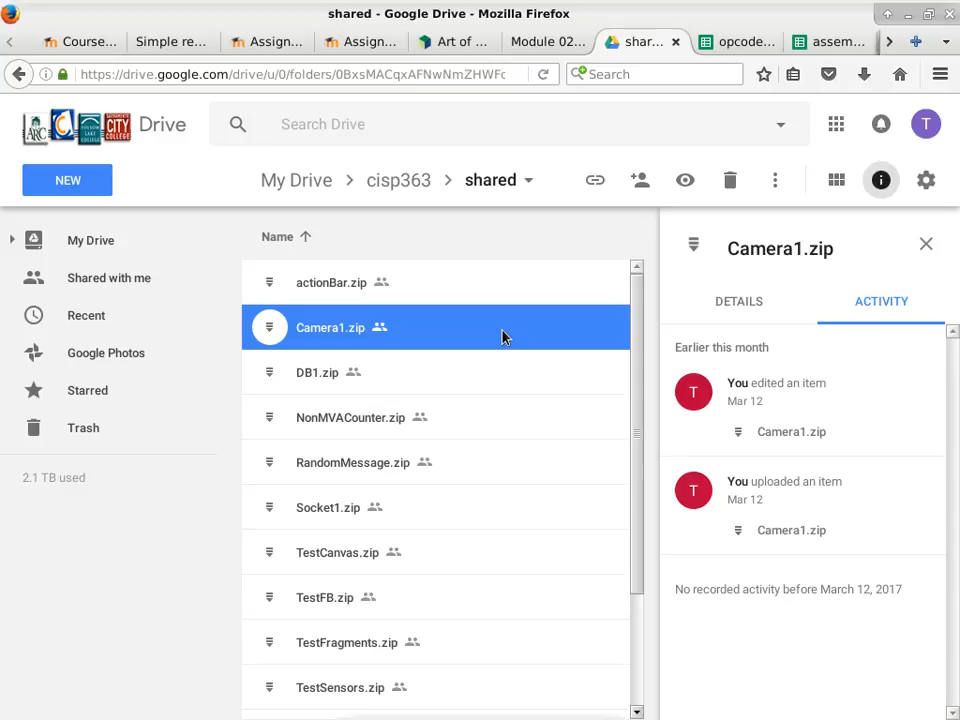 shared - Google Drive - Mozilla Firefox
Course...
Simple re...
Assign...
Assign...
Art of ...
Module 02...
shar...
opcode...
assem...
https://drive.google.com/drive/u/0/folders/0BxsMACqxAFNwNmZHWFc
Search
ARC
CITY
Drive
Search Drive
T
NEW
My Drive > cisp363 > shared
My Drive
Shared with me
Recent
Google Photos
Starred
Trash
2.1 TB used
Name
actionBar.zip
Camera1.zip
DB1.zip
NonMVACounter.zip
RandomMessage.zip
Socket1.zip
TestCanvas.zip
TestFB.zip
TestFragments.zip
TestSensors.zip
Camera1.zip
DETAILS
ACTIVITY
Earlier this month
T
You edited an item
Mar 12
Camera1.zip
T
You uploaded an item
Mar 12
Camera1.zip
No recorded activity before March 12, 2017